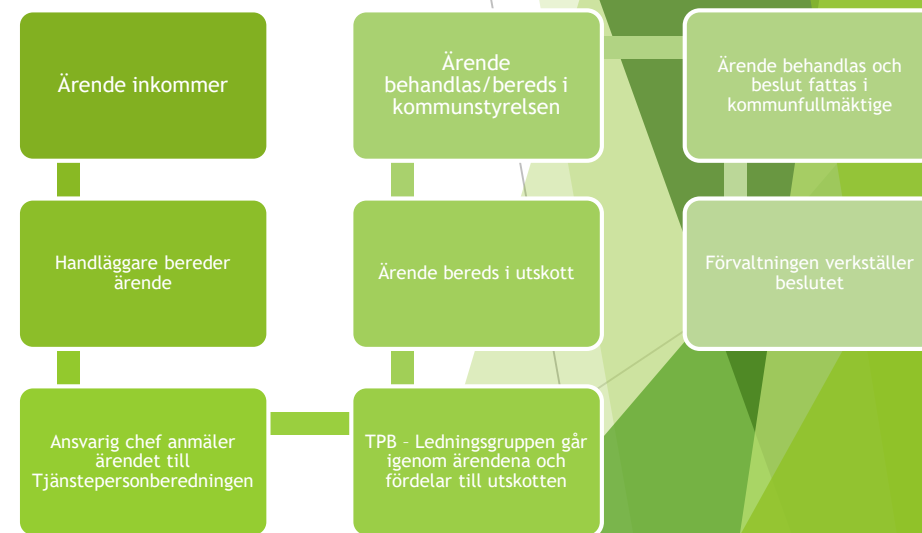 Ärende inkommer
Handläggare bereder
ärende
Ansvarig chef anmäler
ärendet till
Tjänstepersonberedningen
TPB – Ledningsgruppen går
igenom ärendena och
fördelar till utskotten
Ärende bereds i utskott
Ärende
behandlas/bereds i
kommunstyrelsen
Ärende behandlas och
beslut fattas i
kommunfullmäktige
Förvaltningen verkställer
beslutet